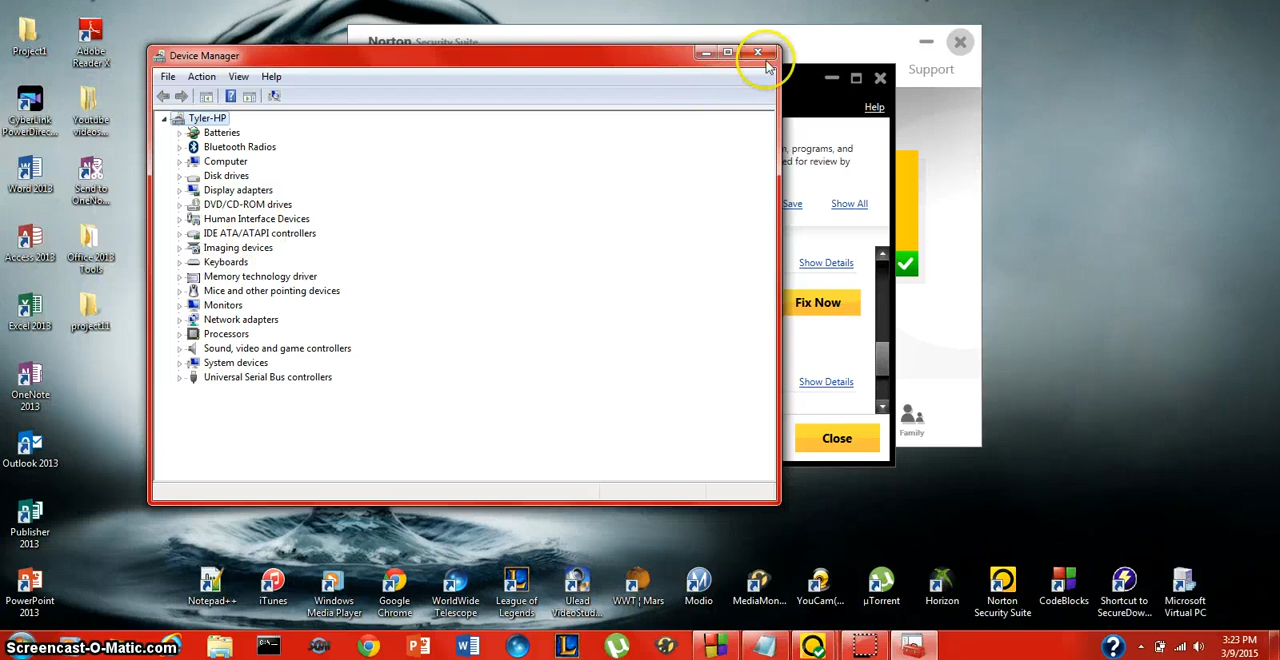 Project1
Adobe
Reader X
CyberLink
PowerDirec...
Youtube
videos...
Word 2013
Send to
OneNo...
Access 2013
Office 2013
Tools
Excel 2013
project11
OneNote
2013
Outlook 2013
Publisher
2013
PowerPoint
2013
Norton Security Suite
Support
Device Manager
File Action View Help
Tyler-HP
Batteries
Bluetooth Radios
Computer
Disk drives
Display adapters
DVD/CD-ROM drives
Human Interface Devices
IDE ATA/ATAPI controllers
Imaging devices
Keyboards
Memory technology driver
Mice and other pointing devices
Monitors
Network adapters
Processors
Sound, video and game controllers
System devices
Universal Serial Bus controllers
Help
, programs, and
ed for review by
Save Show All
Show Details
Fix Now
Show Details
Close
Family
Notepad++
iTunes
Windows
Media Player
Google
Chrome
WorldWide
Telescope
League of
Legends
Ulead
VideoStud...
WWT | Mars
Modio
MediaMon...
YouCam(...
µTorrent
Horizon
Norton
Security Suite
CodeBlocks
Shortcut to
SecureDow...
Microsoft
Virtual PC
Screencast-O-Matic.com
3:23 PM
3/9/2015